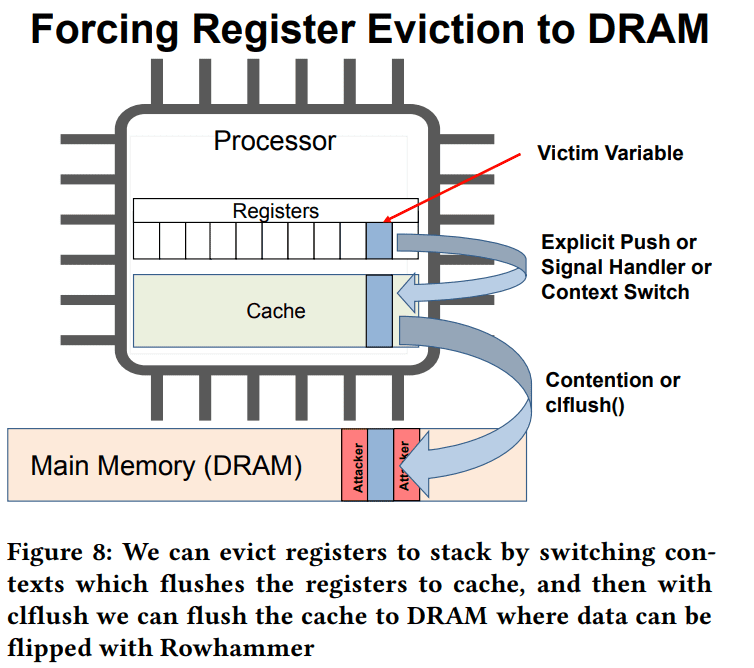 Forcing Register Eviction to DRAM
Processor
Victim Variable
Registers
Explicit Push or
Signal Handler or
Context Switch
Cache
Contention or
clflush()
Main Memory (DRAM)
Attacker
Figure 8: We can evict registers to stack by switching con-
texts which flushes the registers to cache, and then with
clflush we can flush the cache to DRAM where data can be
flipped with Rowhammer